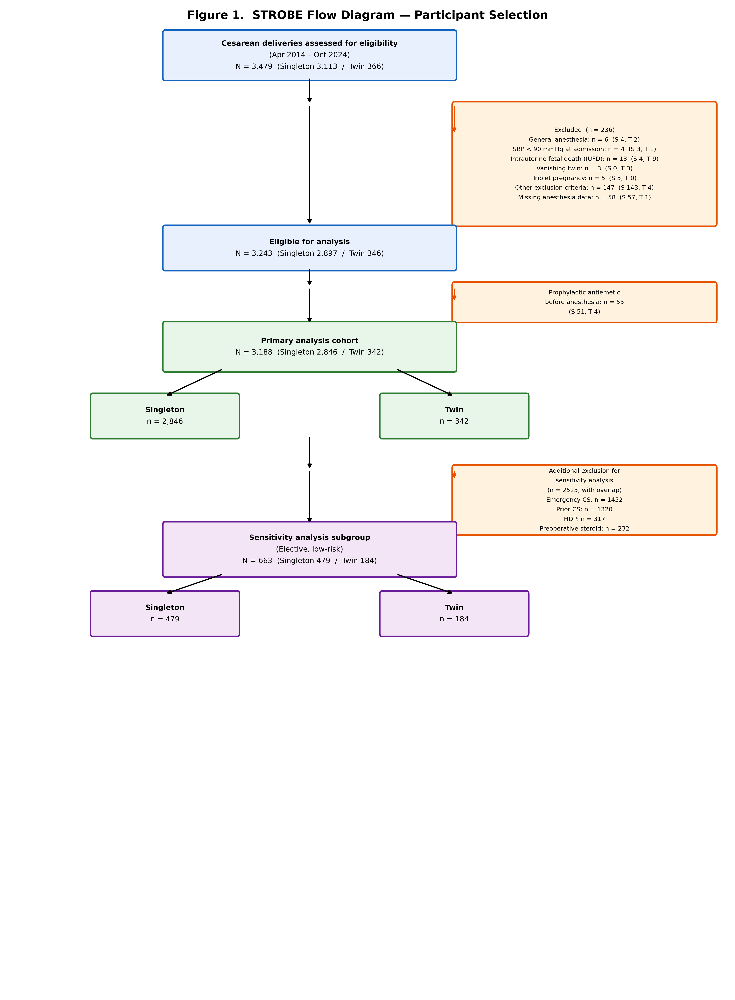 Figure 1.  STROBE Flow Diagram — Participant Selection
Cesarean deliveries assessed for eligibility
(Apr 2014 – Oct 2024)
N = 3,479  (Singleton 3,113  /  Twin 366)
Excluded  (n = 236)
General anesthesia: n = 6  (S 4, T 2)
SBP < 90 mmHg at admission: n = 4  (S 3, T 1)
Intrauterine fetal death (IUFD): n = 13  (S 4, T 9)
Vanishing twin: n = 3  (S 0, T 3)
Triplet pregnancy: n = 5  (S 5, T 0)
Other exclusion criteria: n = 147  (S 143, T 4)
Missing anesthesia data: n = 58  (S 57, T 1)
Eligible for analysis
N = 3,243  (Singleton 2,897  /  Twin 346)
Prophylactic antiemetic
before anesthesia: n = 55
(S 51, T 4)
Primary analysis cohort
N = 3,188  (Singleton 2,846  /  Twin 342)
Singleton
n = 2,846
Twin
n = 342
Additional exclusion for
sensitivity analysis
(n = 2525, with overlap)
Emergency CS: n = 1452
Prior CS: n = 1320
HDP: n = 317
Preoperative steroid: n = 232
Sensitivity analysis subgroup
(Elective, low-risk)
N = 663  (Singleton 479  /  Twin 184)
Singleton
n = 479
Twin
n = 184